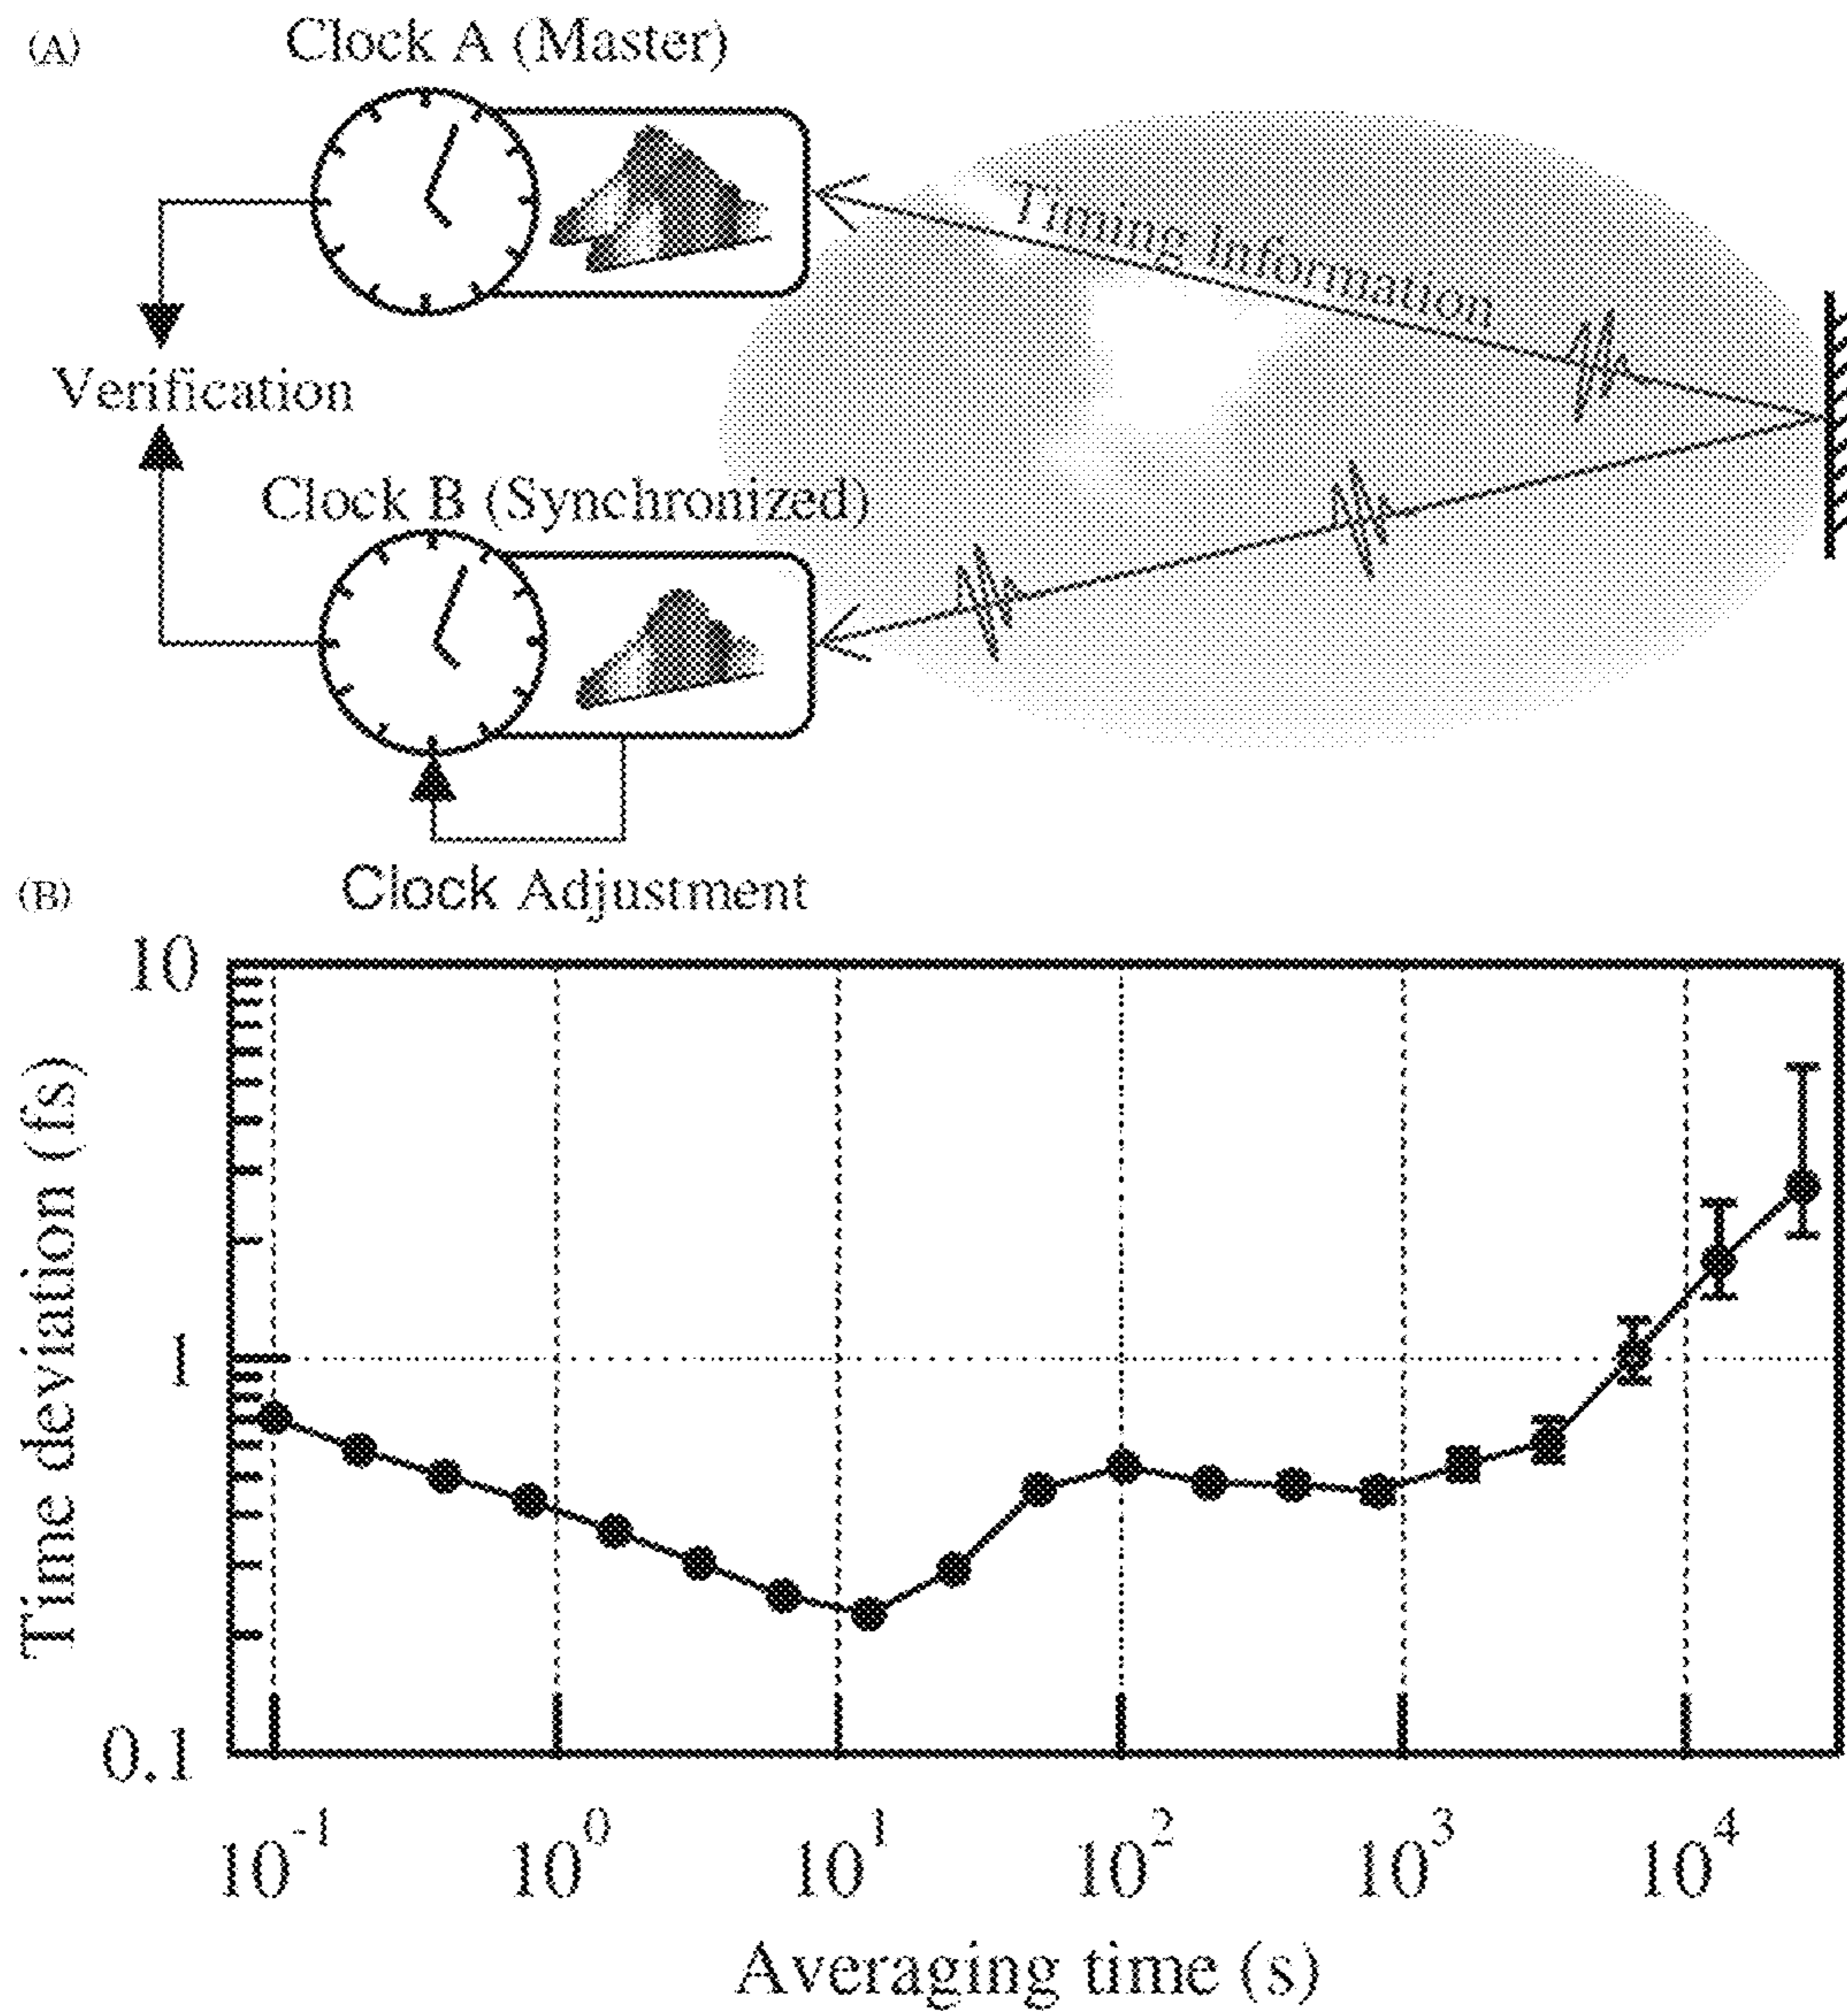 (A)
Clock A (Master)
Timing Information
Verification
Clock B (Synchronized)
Clock Adjustment
(B)
10
1
0.1
Time deviation (fs)
10^-1
10^0
10^1
10^2
10^3
10^4
Averaging time (s)